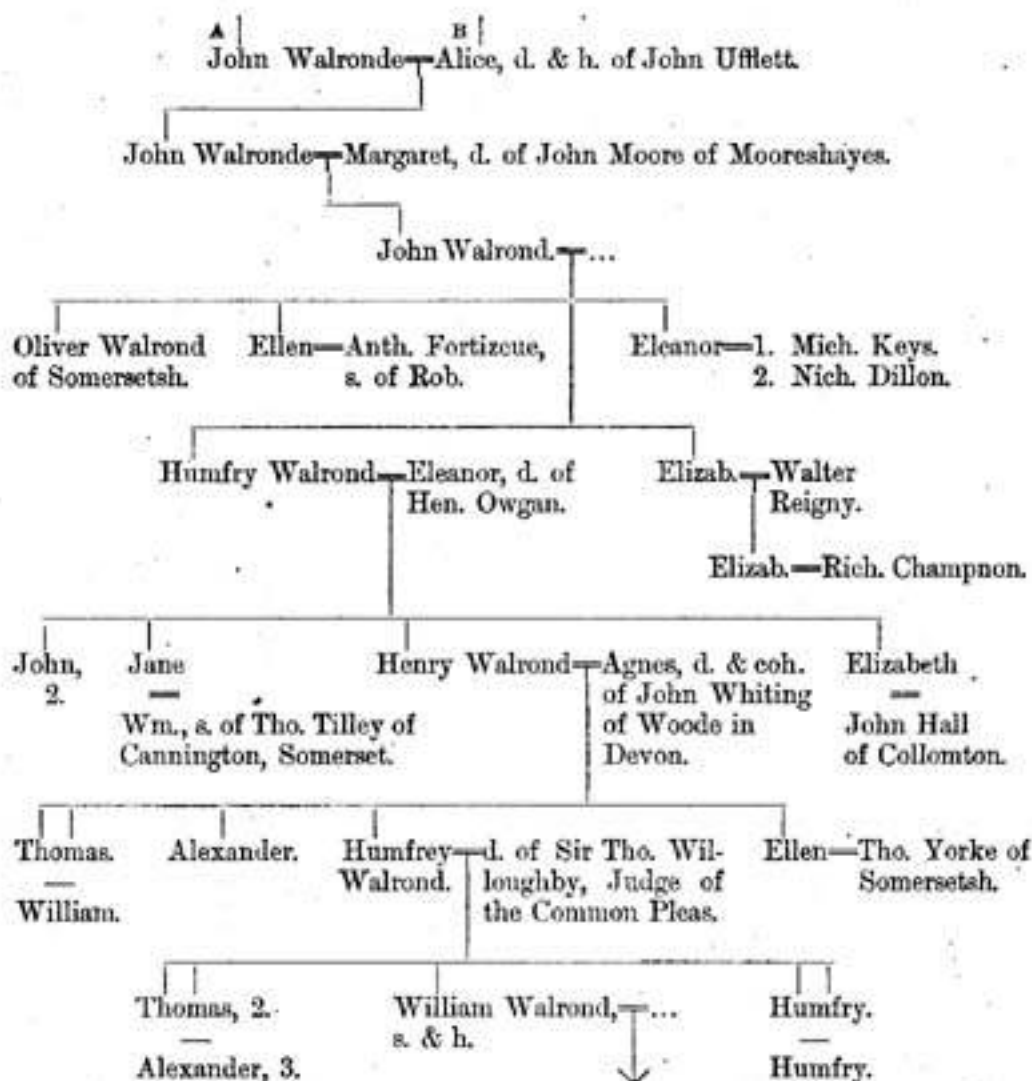 A B
John Walronde Alice, d. & h. of John Ufflett.
John Walronde Margaret, d. of John Moore of Mooreshayes.
John Walrond. ...
Oliver Walrond Ellen Anth. Fortizcue, Eleanor 1. Mich. Keys.
of Somersetsh. s. of Rob. 2. Nich. Dillon.
Humfry Walrond Eleanor, d. of Elizab. Walter
Hen. Owgan. Reigny.
Elizab. Rich. Champnon.
John, Jane Henry Walrond Agnes, d. & coh. Elizabeth
2. of John Whiting
Wm., s. of Tho. Tilley of of Woode in John Hall
Cannington, Somerset. Devon. of Collomton.
Thomas. Alexander. Humfrey d. of Sir Tho. Wil- Ellen Tho. Yorke of
Walrond. loughby, Judge of Somersetsh.
William. the Common Pleas.
Thomas, 2. William Walrond, ... Humfry.
s. & h.
Alexander, 3. Humfry.